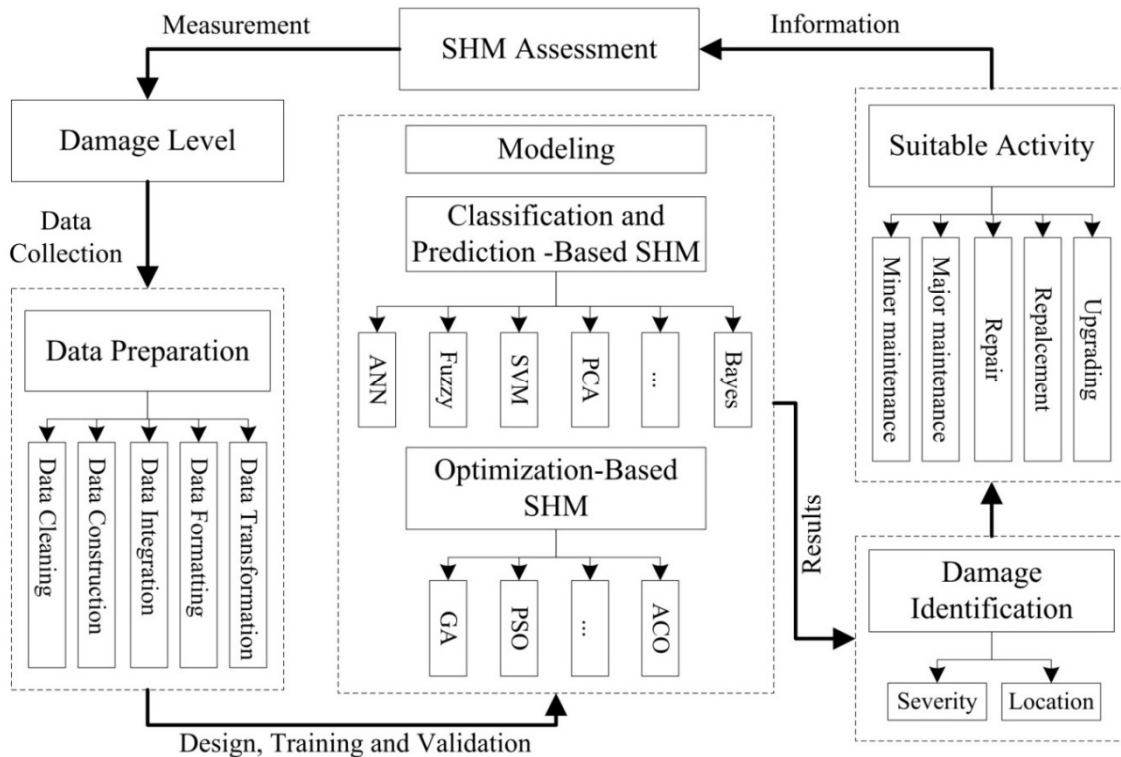 Measurement
SHM Assessment
Information
Damage Level
Data
Collection
Data Preparation
Data Cleaning
Data Construction
Data Integration
Data Formatting
Data Transformation
Design, Training and Validation
Modeling
Classification and
Prediction -Based SHM
ANN
Fuzzy
SVM
PCA
...
Bayes
Optimization-Based
SHM
GA
PSO
...
ACO
Results
Damage
Identification
Severity
Location
Suitable Activity
Miner maintenance
Major maintenance
Repair
Repalcement
Upgrading